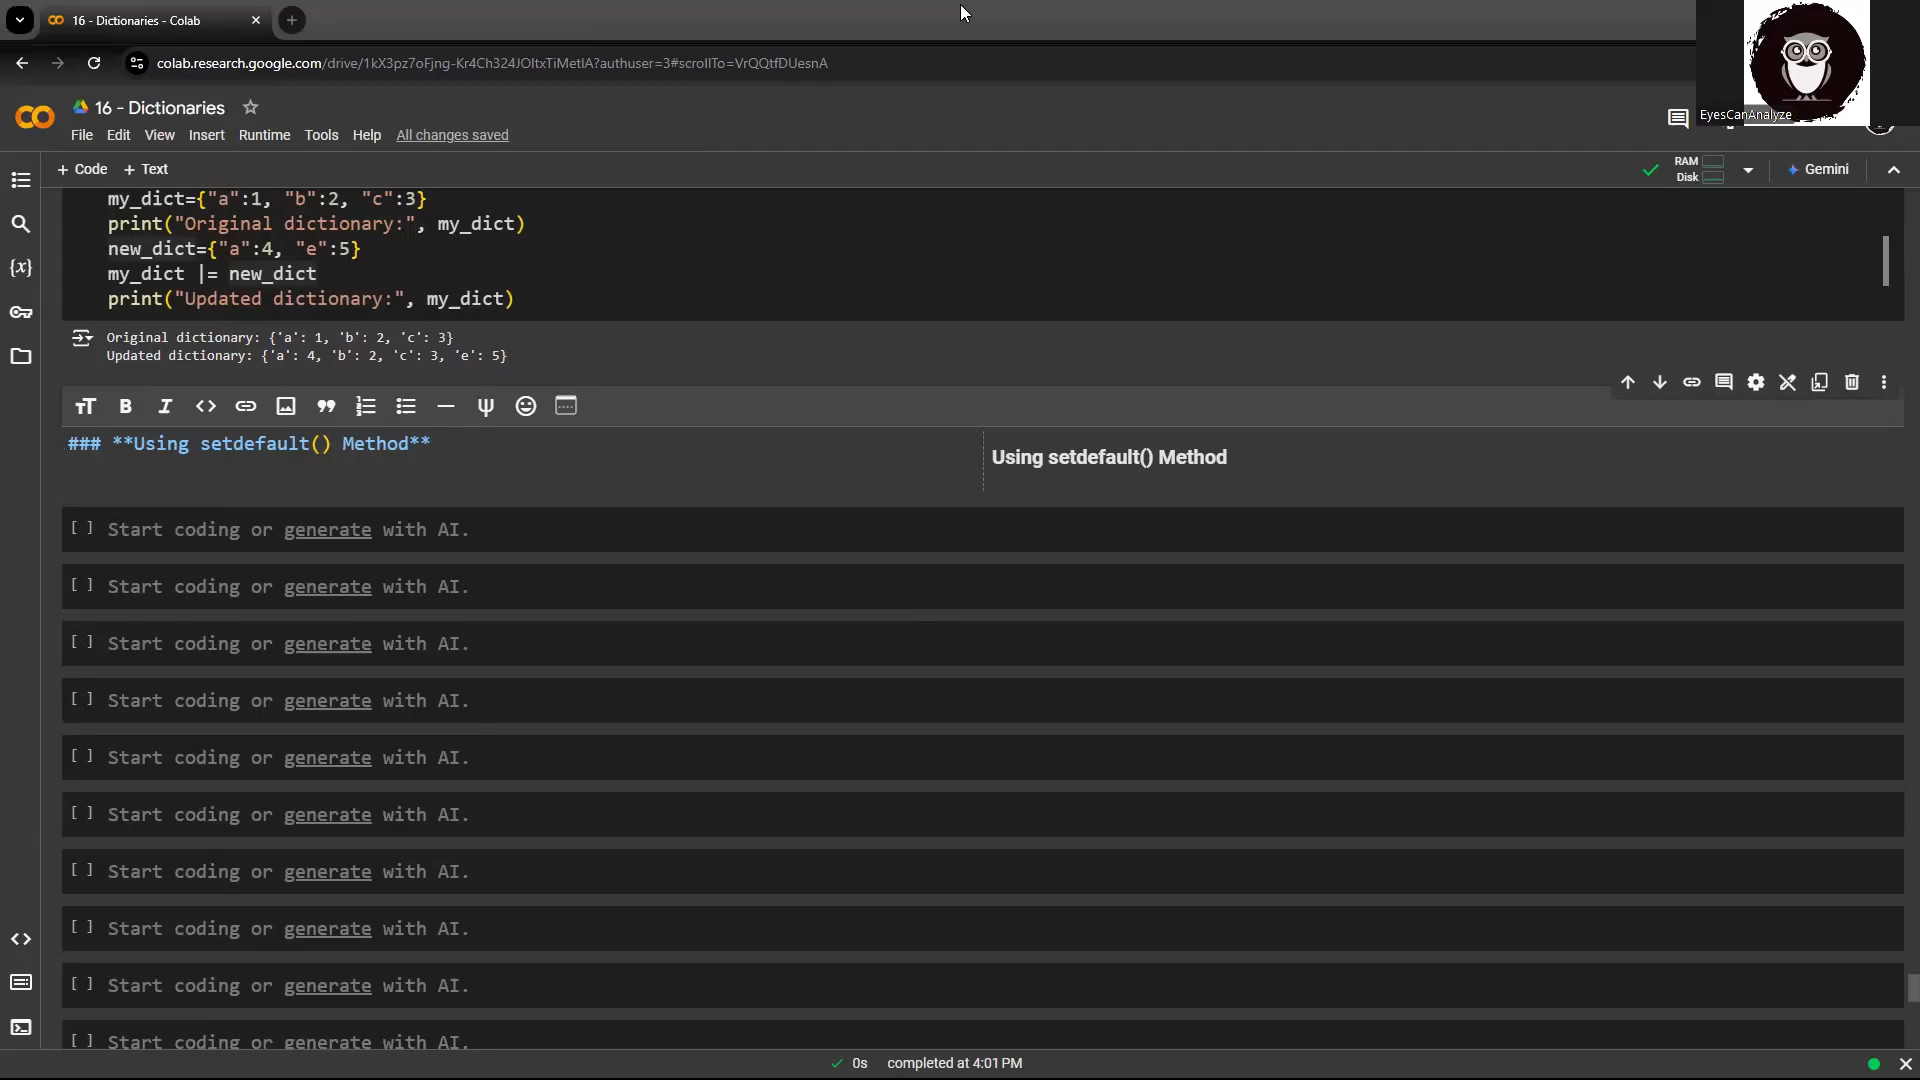 16 - Dictionaries - Colab
colab.research.google.com/drive/1kX3pz7oFjng-Kr4Ch324JOltxTiMetlA?authuser=3#scrollTo=VrQQtfDUesnA
16 - Dictionaries
EyesCanAnalyze
File Edit View Insert Runtime Tools Help All changes saved
+ Code + Text
RAM
Disk
Gemini
my_dict={"a":1, "b":2, "c":3}
print("Original dictionary:", my_dict)
new_dict={"a":4, "e":5}
my_dict |= new_dict
print("Updated dictionary:", my_dict)
Original dictionary: {'a': 1, 'b': 2, 'c': 3}
Updated dictionary: {'a': 4, 'b': 2, 'c': 3, 'e': 5}
### **Using setdefault() Method**
Using setdefault() Method
[ ] Start coding or generate with AI.
[ ] Start coding or generate with AI.
[ ] Start coding or generate with AI.
[ ] Start coding or generate with AI.
[ ] Start coding or generate with AI.
[ ] Start coding or generate with AI.
[ ] Start coding or generate with AI.
[ ] Start coding or generate with AI.
[ ] Start coding or generate with AI.
[ ] Start coding or generate with AI.
0s completed at 4:01 PM